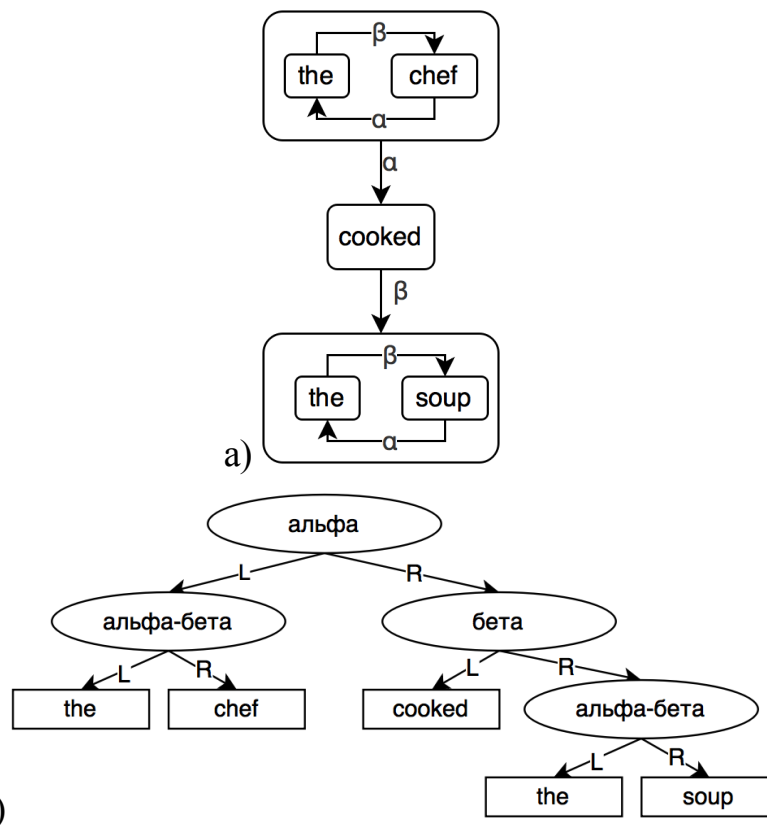 β
the chef
α
α
cooked
β
β
the soup
α
а)
альфа
L R
альфа-бета бета
L R L R
the chef cooked альфа-бета
L R
the soup
)